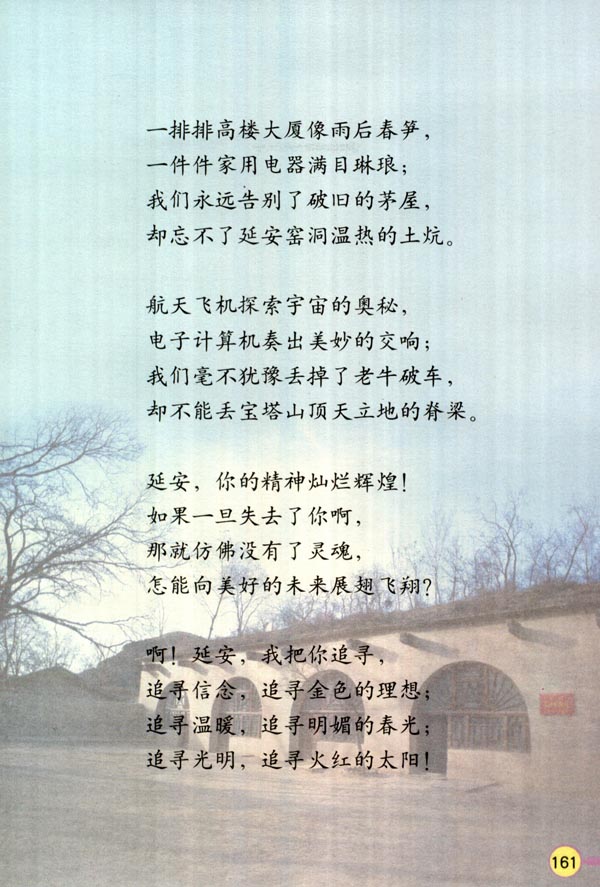 一排排高楼大厦像雨后春笋，
一件件家用电器满目琳琅；
我们永远告别了破旧的茅屋，
却忘不了延安窑洞温热的土炕。
航天飞机探索宇宙的奥秘，
电子计算机奏出美妙的交响；
我们毫不犹豫丢掉了老牛破车，
却不能丢宝塔山顶天立地的脊梁。
延安，你的精神灿烂辉煌！
如果一旦失去了你啊，
那就仿佛没有了灵魂，
怎能向美好的未来展翅飞翔？
啊！延安，我把你追寻，
追寻信念，追寻金色的理想；
追寻温暖，追寻明媚的春光；
追寻光明，追寻火红的太阳！
161